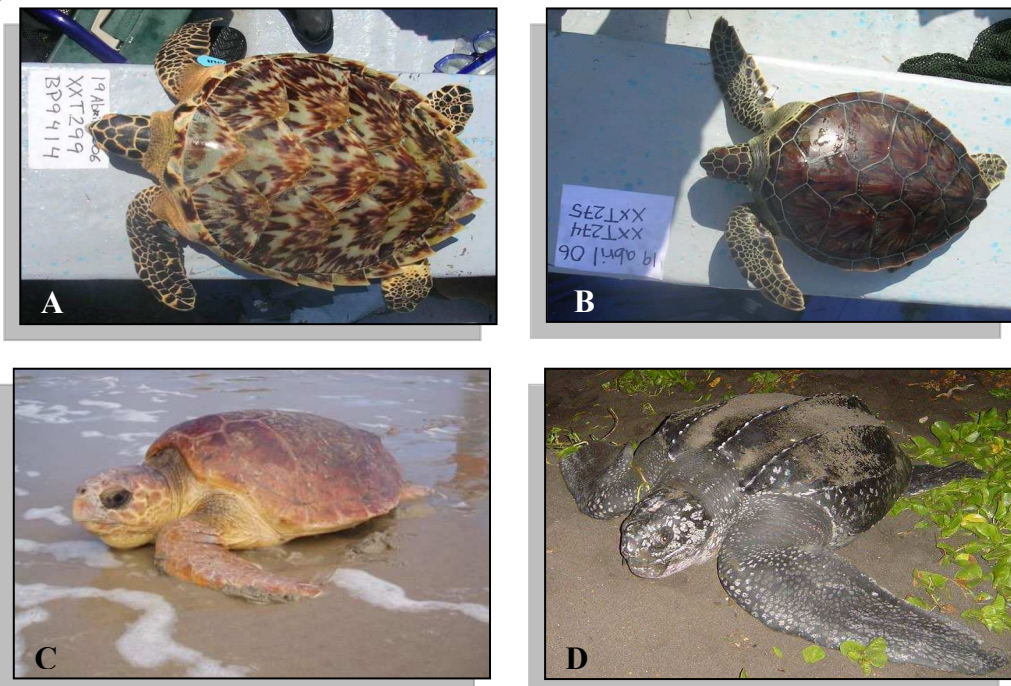 19 Abril 06
XXT299
BP9414
A
19 abril 06
XXT274
XXT275
B
C
D